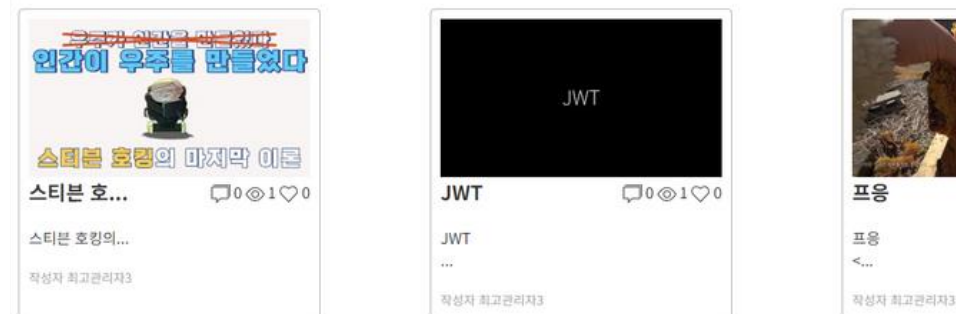 우주가 인간을 만들었다
인간이 우주를 만들었다
스티븐 호킹의 마지막 이론
스티븐 호...
0 1 0
스티븐 호킹의...
작성자 최고관리자3
JWT
JWT
0 1 0
JWT
...
작성자 최고관리자3
프응
프응
<...
작성자 최고관리자3